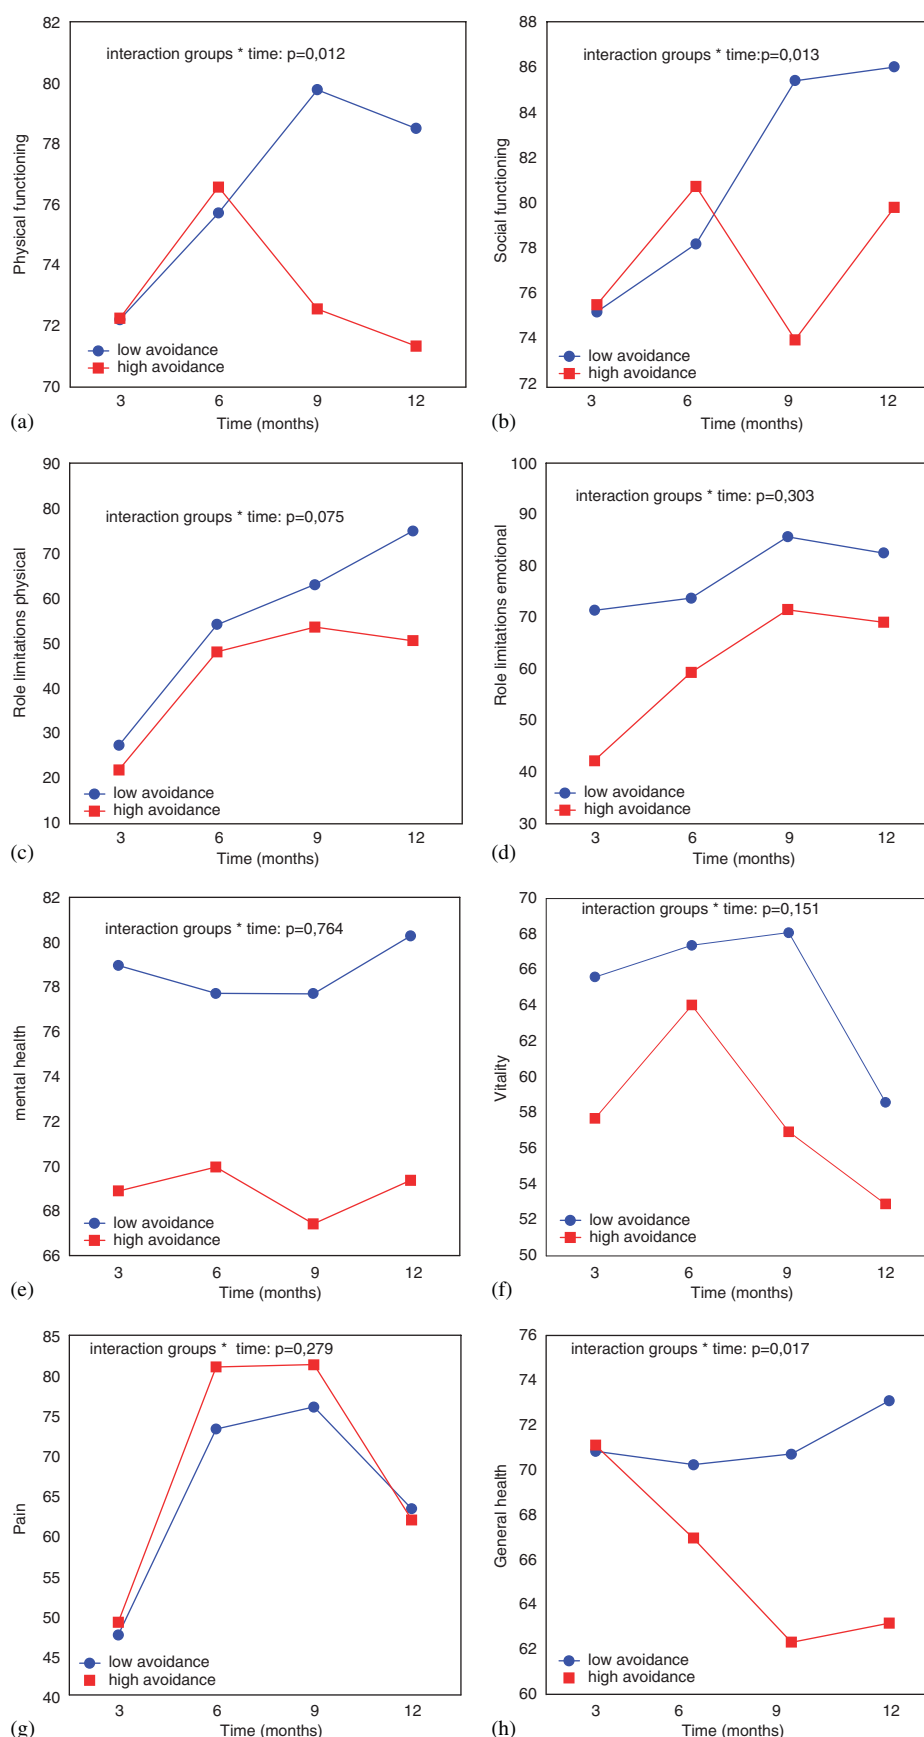 82
80
78
76
74
72
70
Physical functioning
interaction groups * time: p=0,012
low avoidance
high avoidance
3 6 9 12
Time (months)
(a)
88
86
84
82
80
78
76
74
72
Social functioning
interaction groups * time:p=0,013
low avoidance
high avoidance
3 6 9 12
Time (months)
(b)
90
80
70
60
50
40
30
20
10
Role limitations physical
interaction groups * time: p=0,075
low avoidance
high avoidance
3 6 9 12
Time (months)
(c)
100
90
80
70
60
50
40
30
Role limitations emotional
interaction groups * time: p=0,303
low avoidance
high avoidance
3 6 9 12
Time (months)
(d)
82
80
78
76
74
72
70
68
66
mental health
interaction groups * time: p=0,764
low avoidance
high avoidance
3 6 9 12
Time (months)
(e)
70
68
66
64
62
60
58
56
54
52
50
Vitality
interaction groups * time: p=0,151
low avoidance
high avoidance
3 6 9 12
Time (months)
(f)
85
80
75
70
65
60
55
50
45
40
Pain
interaction groups * time: p=0,279
low avoidance
high avoidance
3 6 9 12
Time (months)
(g)
76
74
72
70
68
66
64
62
60
General health
interaction groups * time: p=0,017
low avoidance
high avoidance
3 6 9 12
Time (months)
(h)